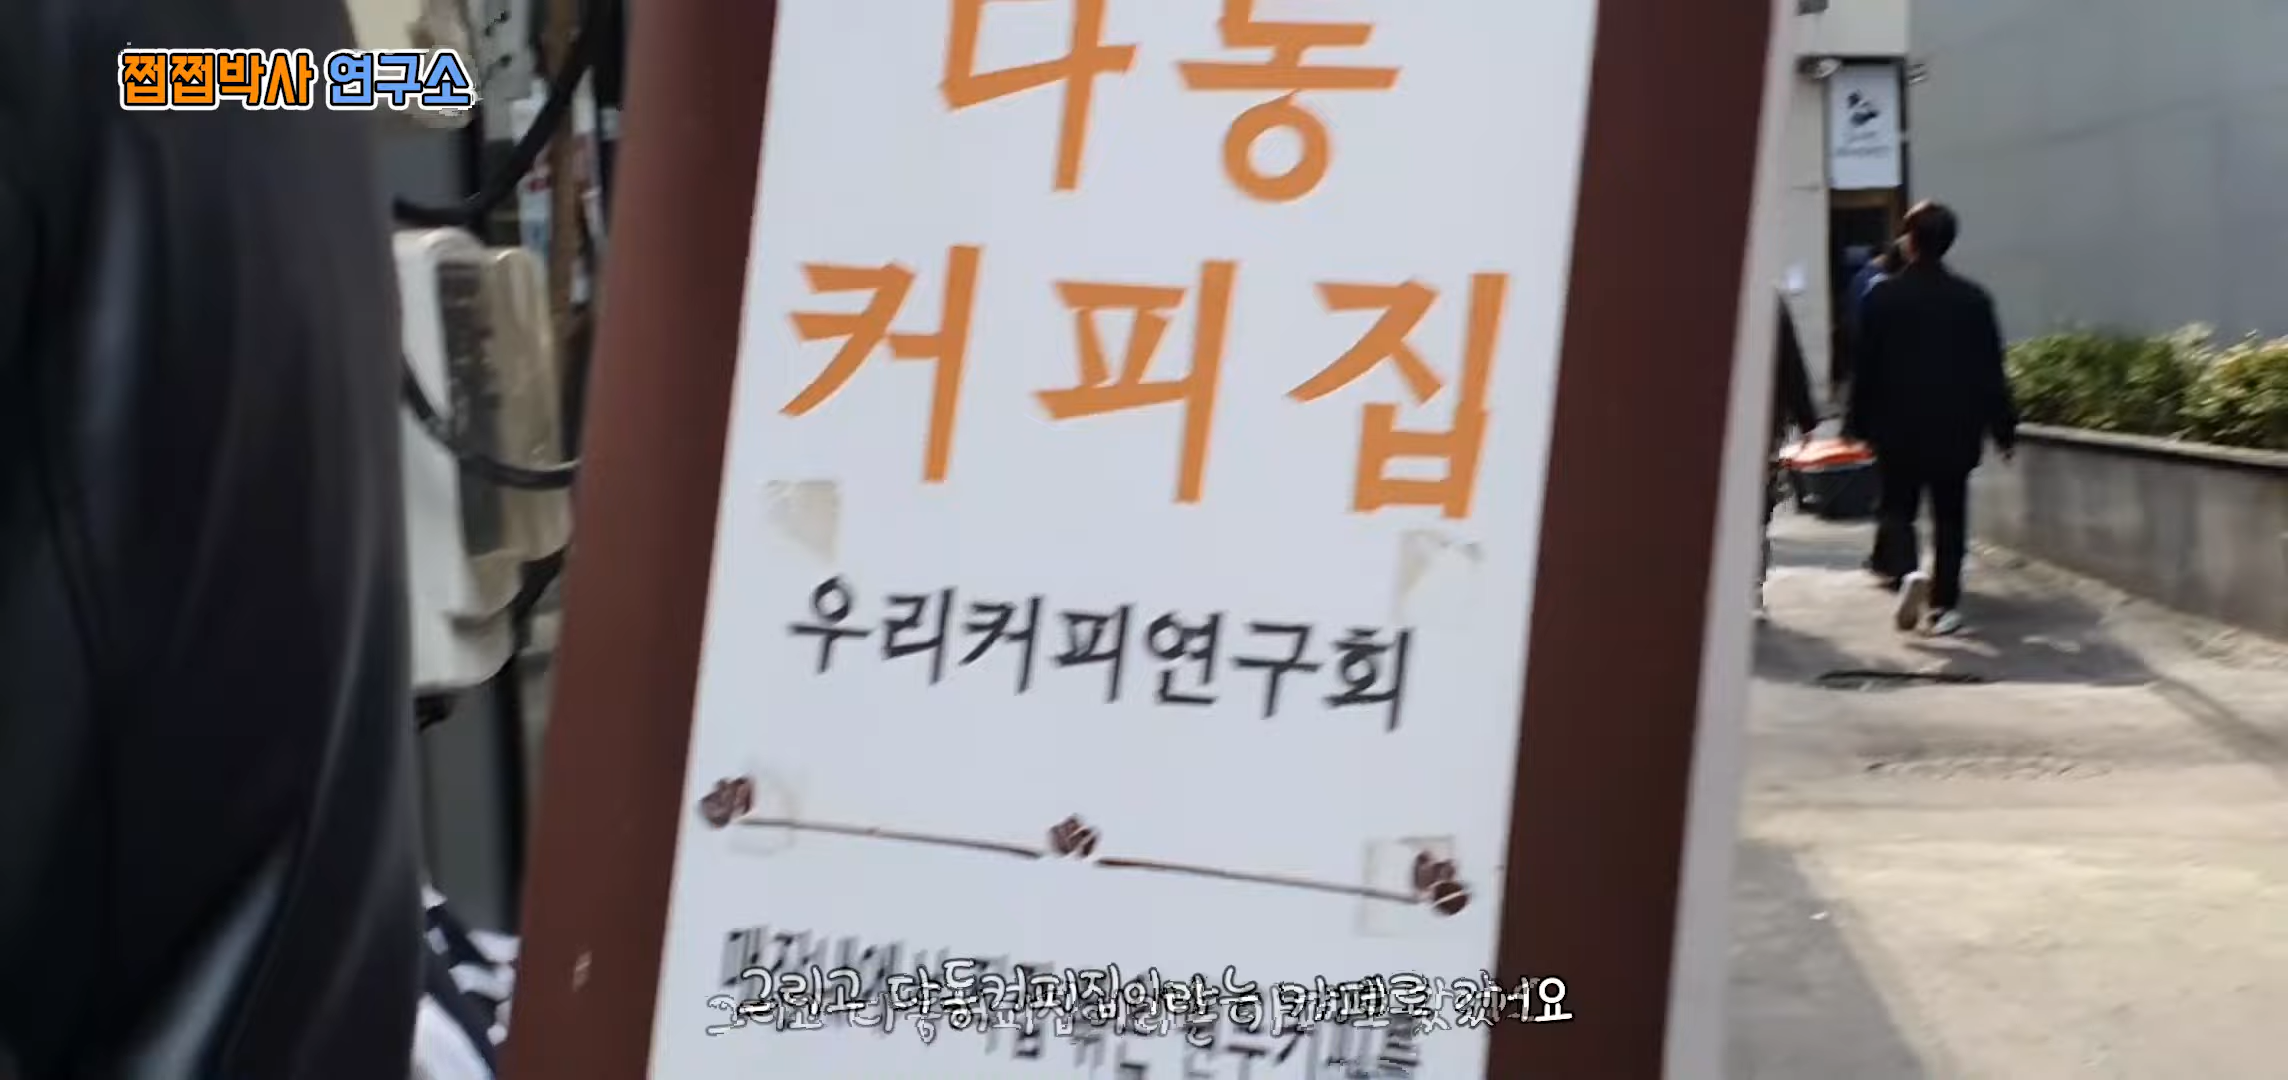 쩝쩝박사 연구소
다동
커피집
우리커피연구회
그리고 다동커피집이라는 카페로 갔어요